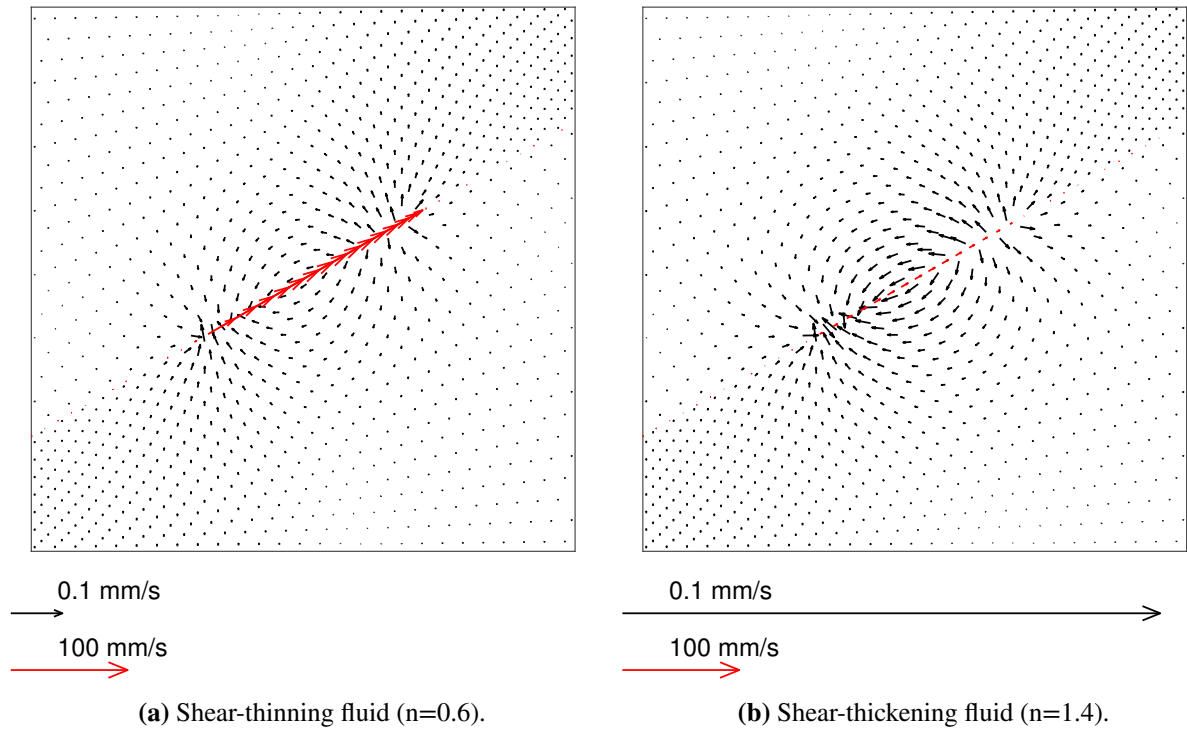 0.1 mm/s
100 mm/s
(a) Shear-thinning fluid (n=0.6).
0.1 mm/s
100 mm/s
(b) Shear-thickening fluid (n=1.4).